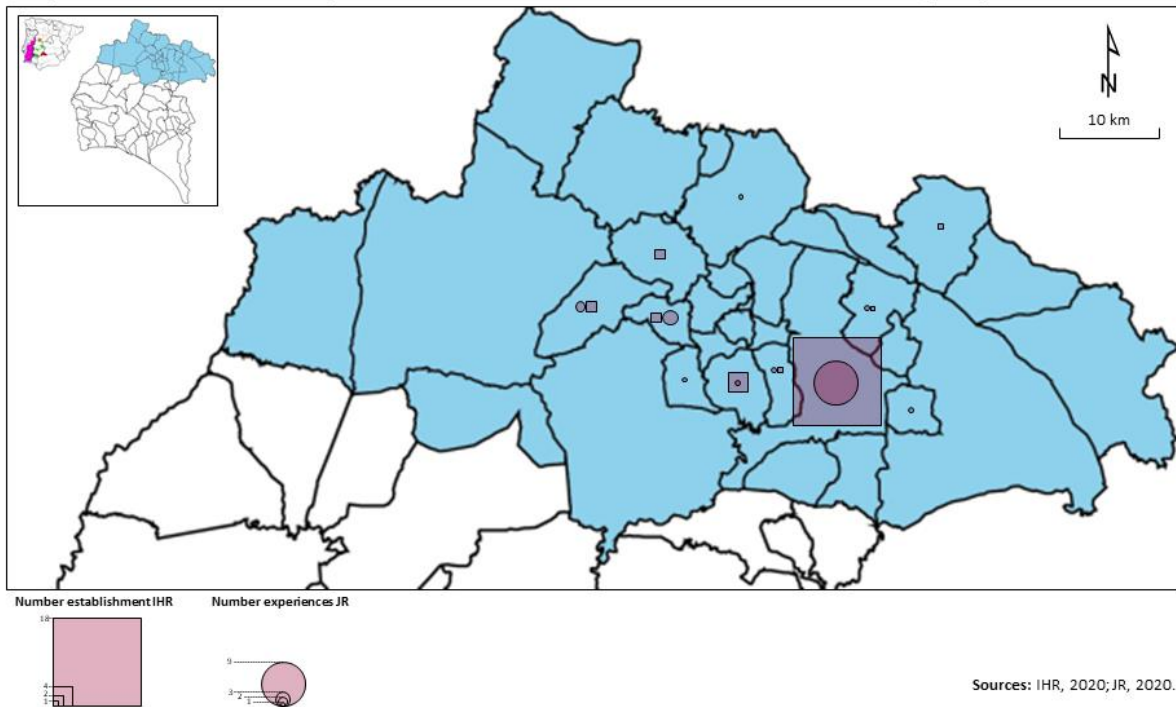 N
10 km
Number establishment IHR
18
4
2
1
Number experiences JR
9
3
2
1
Sources: IHR, 2020; JR, 2020.